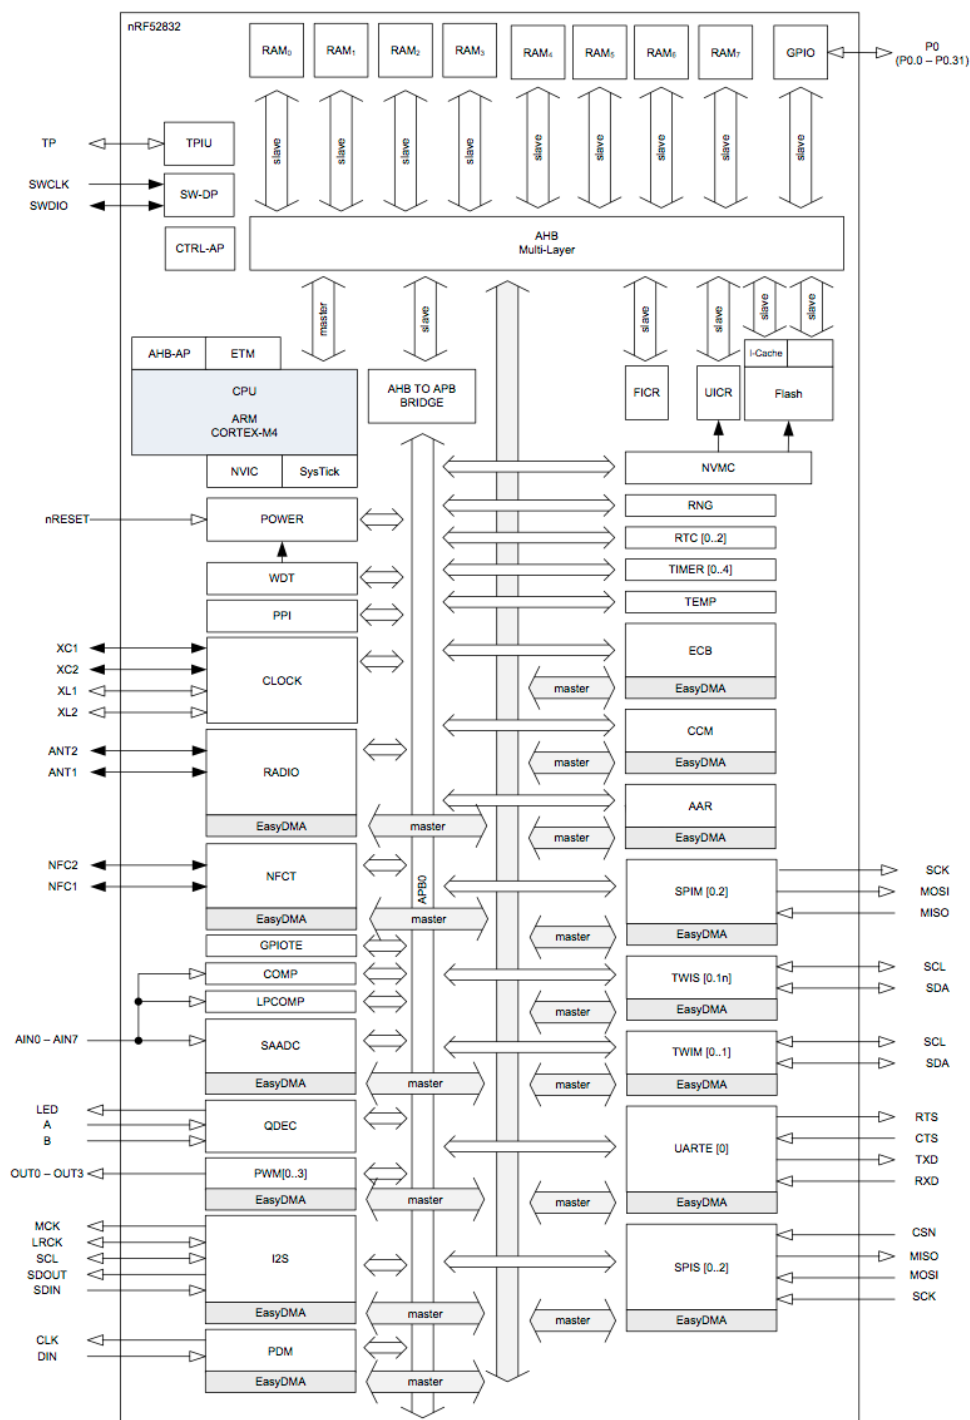 nRF52832
RAM0
RAM1
RAM2
RAM3
RAM4
RAM5
RAM6
RAM7
GPIO
P0
(P0.0 – P0.31)
slave
slave
slave
slave
slave
slave
slave
slave
slave
TP
TPIU
SWCLK
SWDIO
SW-DP
CTRL-AP
AHB
Multi-Layer
master
slave
slave
slave
slave
slave
AHB-AP
ETM
I-Cache
CPU
ARM
CORTEX-M4
AHB TO APB
BRIDGE
FICR
UICR
Flash
NVIC
SysTick
NVMC
nRESET
POWER
RNG
RTC [0..2]
WDT
TIMER [0..4]
PPI
TEMP
XC1
XC2
XL1
XL2
CLOCK
ECB
master
EasyDMA
ANT2
ANT1
RADIO
CCM
master
EasyDMA
AAR
EasyDMA
master
master
EasyDMA
NFC2
NFC1
NFCT
APB0
SPIM [0.2]
SCK
MOSI
MISO
EasyDMA
master
master
EasyDMA
GPIOTE
COMP
TWIS [0.1n]
SCL
SDA
LPCOMP
master
EasyDMA
AIN0 – AIN7
SAADC
TWIM [0..1]
SCL
SDA
EasyDMA
master
master
EasyDMA
LED
A
B
QDEC
UARTE [0]
RTS
CTS
TXD
RXD
OUT0 – OUT3
PWM[0..3]
EasyDMA
master
master
EasyDMA
MCK
LRCK
SCL
SDOUT
SDIN
I2S
SPIS [0..2]
CSN
MISO
MOSI
SCK
EasyDMA
master
master
EasyDMA
CLK
DIN
PDM
EasyDMA
master